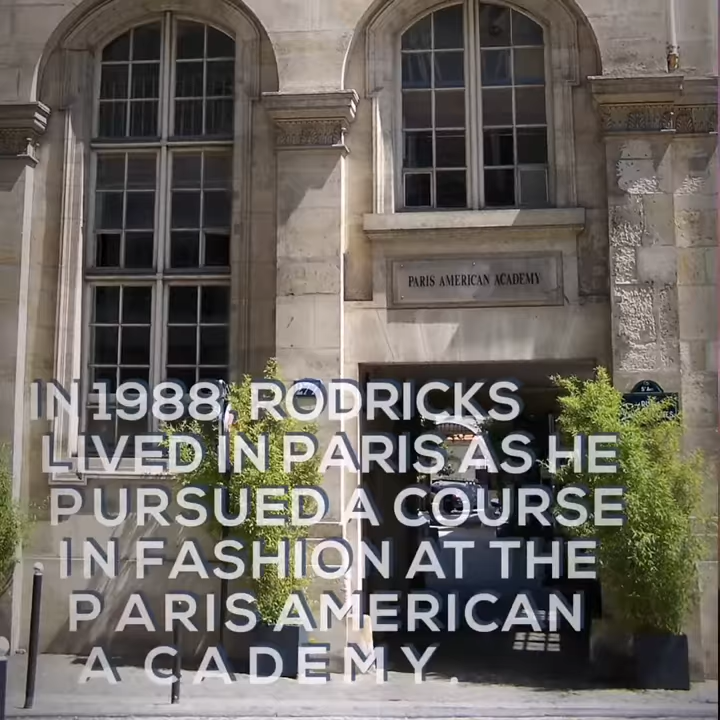 PARIS AMERICAN ACADEMY
IN 1988, RODRICKS
LIVED IN PARIS AS HE
PURSUED A COURSE
IN FASHION AT THE
PARIS AMERICAN
ACADEMY.